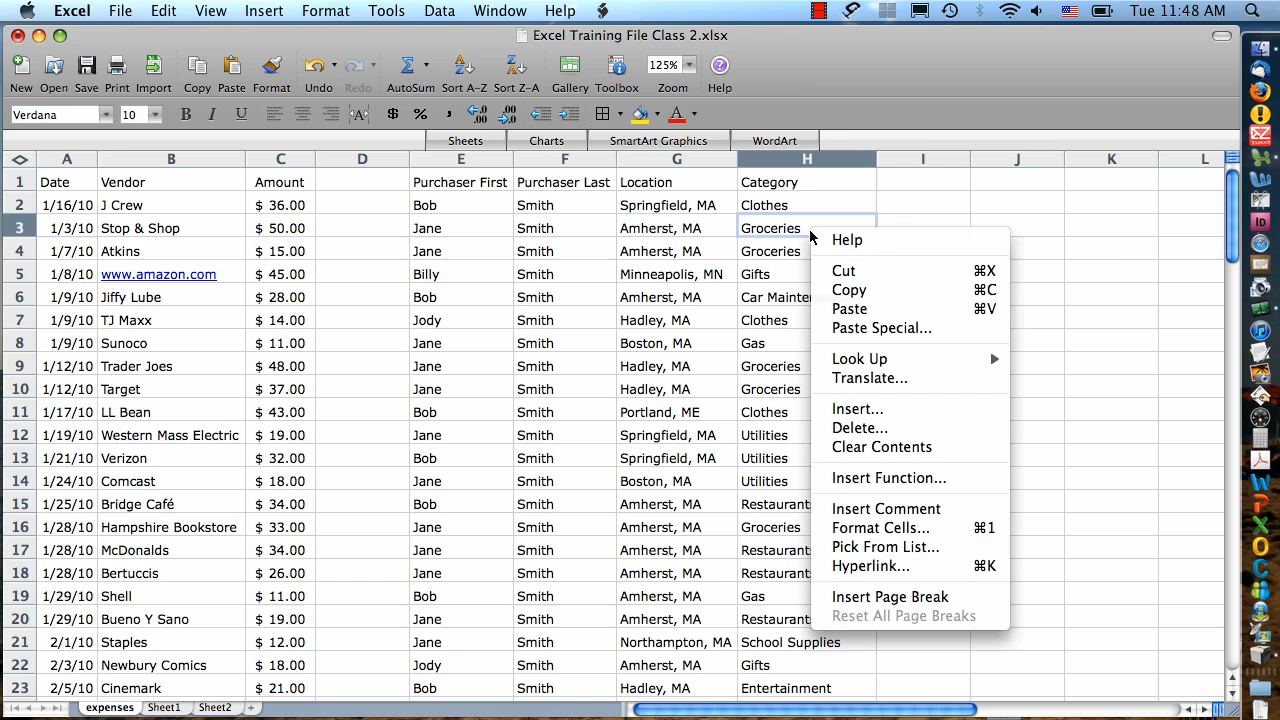 Excel File Edit View Insert Format Tools Data Window Help Tue 11:48 AM
Excel Training File Class 2.xlsx
125%
New Open Save Print Import Copy Paste Format Undo Redo AutoSum Sort A-Z Sort Z-A Gallery Toolbox Zoom Help
Verdana 10 B I U $ %
Sheets Charts SmartArt Graphics WordArt
A B C D E F G H I J K L
1 Date Vendor Amount Purchaser First Purchaser Last Location Category
2 1/16/10 J Crew $ 36.00 Bob Smith Springfield, MA Clothes
3 1/3/10 Stop & Shop $ 50.00 Jane Smith Amherst, MA Groceries
4 1/7/10 Atkins $ 15.00 Jane Smith Amherst, MA Groceries
5 1/8/10 www.amazon.com $ 45.00 Billy Smith Minneapolis, MN Gifts
6 1/9/10 Jiffy Lube $ 28.00 Bob Smith Amherst, MA Car Mainter
7 1/9/10 TJ Maxx $ 14.00 Jody Smith Hadley, MA Clothes
8 1/9/10 Sunoco $ 11.00 Jane Smith Boston, MA Gas
9 1/12/10 Trader Joes $ 48.00 Jane Smith Hadley, MA Groceries
10 1/12/10 Target $ 37.00 Jane Smith Hadley, MA Groceries
11 1/17/10 LL Bean $ 43.00 Bob Smith Portland, ME Clothes
12 1/19/10 Western Mass Electric $ 19.00 Jane Smith Springfield, MA Utilities
13 1/21/10 Verizon $ 32.00 Bob Smith Springfield, MA Utilities
14 1/24/10 Comcast $ 18.00 Jane Smith Boston, MA Utilities
15 1/25/10 Bridge Café $ 34.00 Bob Smith Amherst, MA Restaurant
16 1/28/10 Hampshire Bookstore $ 33.00 Jane Smith Amherst, MA Groceries
17 1/28/10 McDonalds $ 34.00 Jane Smith Amherst, MA Restaurant
18 1/28/10 Bertuccis $ 26.00 Jane Smith Amherst, MA Restaurant
19 1/29/10 Shell $ 11.00 Bob Smith Amherst, MA Gas
20 1/29/10 Bueno Y Sano $ 19.00 Jane Smith Amherst, MA Restaurant
21 2/1/10 Staples $ 12.00 Jane Smith Northampton, MA School Supplies
22 2/3/10 Newbury Comics $ 18.00 Jody Smith Amherst, MA Gifts
23 2/5/10 Cinemark $ 21.00 Bob Smith Hadley, MA Entertainment
Help
Cut ⌘X
Copy ⌘C
Paste ⌘V
Paste Special...
Look Up
Translate...
Insert...
Delete...
Clear Contents
Insert Function...
Insert Comment
Format Cells... ⌘1
Pick From List...
Hyperlink... ⌘K
Insert Page Break
Reset All Page Breaks
expenses Sheet1 Sheet2 +